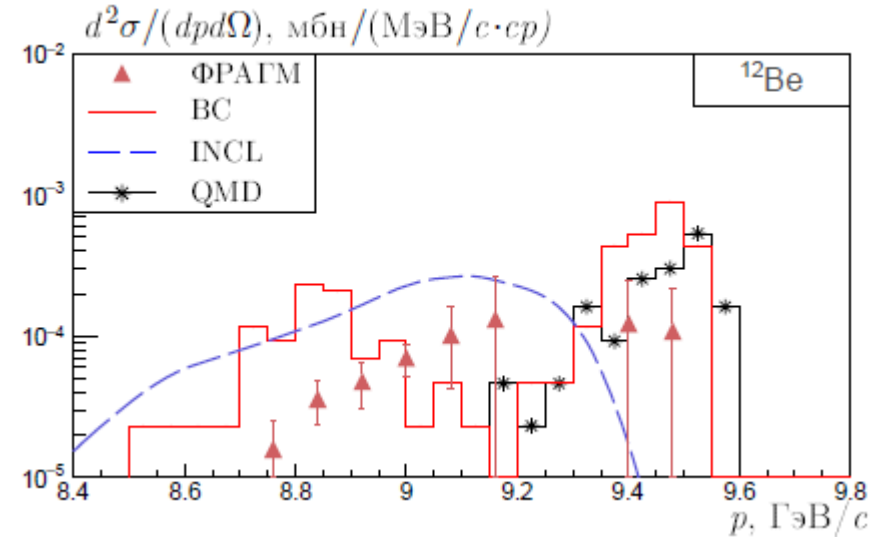 d²σ/(dpdΩ), мбн/(МэВ/c·ср)
10⁻²
ФРАГМ
BC
INCL
QMD
¹²Be
10⁻³
10⁻⁴
10⁻⁵
8.4 8.6 8.8 9 9.2 9.4 9.6 9.8
p, ГэВ/c